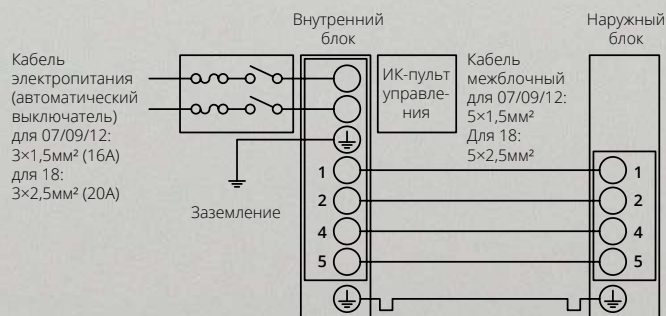 Внутренний
блок
Наружный
блок
Кабель
электропитания
(автоматический
выключатель)
для 07/09/12:
3×1,5мм² (16А)
для 18:
3×2,5мм² (20А)
ИК-пульт
управле-
ния
Кабель
межблочный
для 07/09/12:
5×1,5мм²
Для 18:
5×2,5мм²
Заземление
1
2
4
5
1
2
4
5